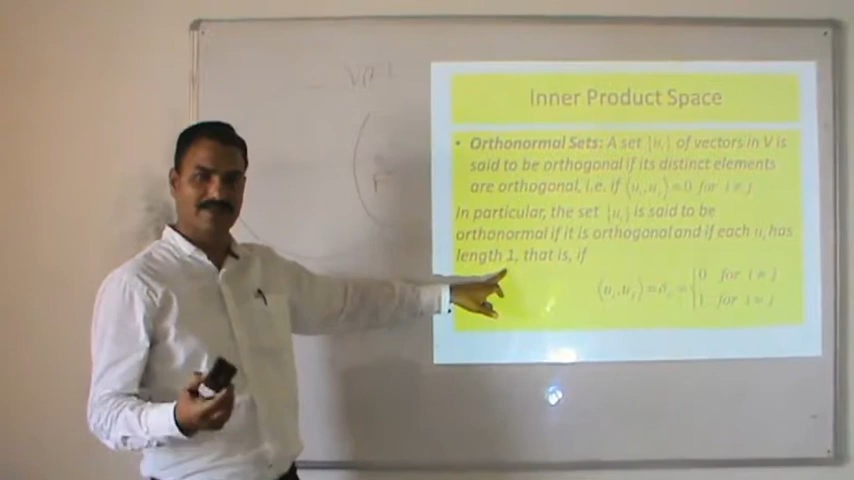 Inner Product Space
• Orthonormal Sets: A set {uᵢ} of vectors in V is
said to be orthogonal if its distinct elements
are orthogonal, i.e. if ⟨uᵢ,uⱼ⟩=0 for i≠j
In particular, the set {uᵢ} is said to be
orthonormal if it is orthogonal and if each uᵢ has
length 1, that is, if
⟨uᵢ,uⱼ⟩=δᵢⱼ={0 for i≠j
1 for i=j